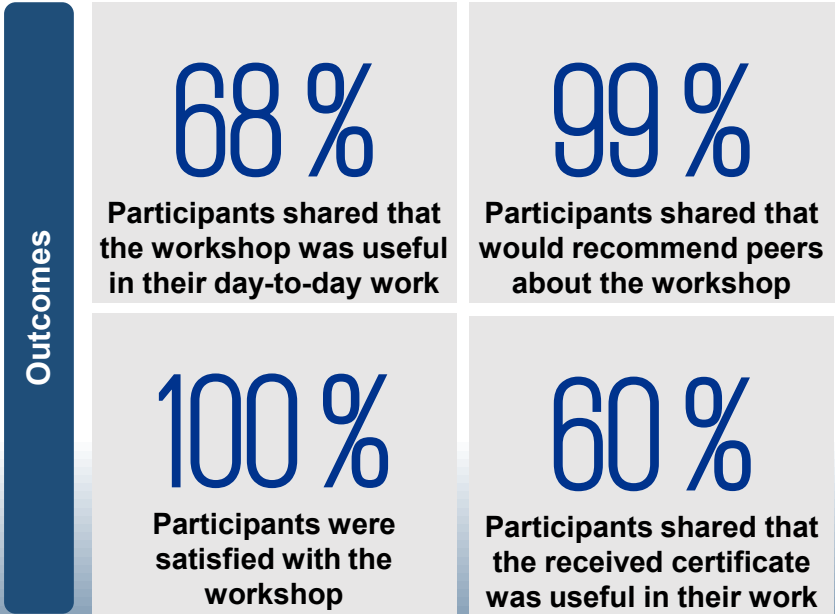 Outcomes
68 %
Participants shared that
the workshop was useful
in their day-to-day work
99 %
Participants shared that
would recommend peers
about the workshop
100 %
Participants were
satisfied with the
workshop
60 %
Participants shared that
the received certificate
was useful in their work